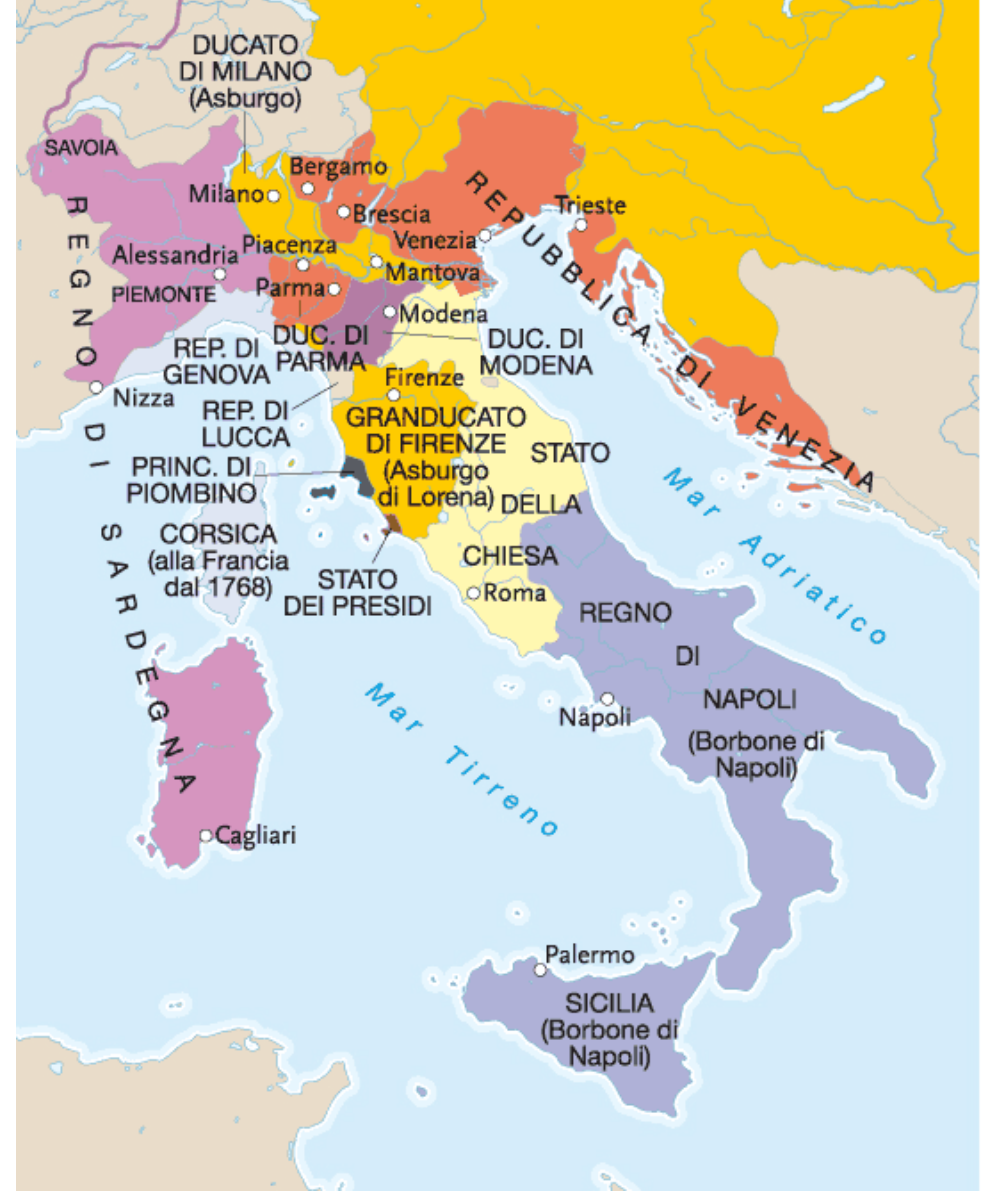 DUCATO
DI MILANO
(Asburgo)
SAVOIA
Bergamo
Milano
Brescia
Trieste
Venezia
REPUBBLICA DI VENEZIA
Alessandria
Piacenza
Mantova
PIEMONTE
Parma
Modena
DUC. DI
PARMA
DUC. DI
MODENA
REP. DI
GENOVA
Nizza
REP. DI
LUCCA
Firenze
GRANDUCATO
DI FIRENZE
(Asburgo
di Lorena)
STATO
DELLA
CHIESA
PRINC. DI
PIOMBINO
CORSICA
(alla Francia
dal 1768)
STATO
DEI PRESIDI
Roma
REGNO DI SARDEGNA
Mar Adriatico
REGNO
DI
NAPOLI
(Borbone di
Napoli)
Napoli
Mar Tirreno
Cagliari
Palermo
SICILIA
(Borbone di
Napoli)